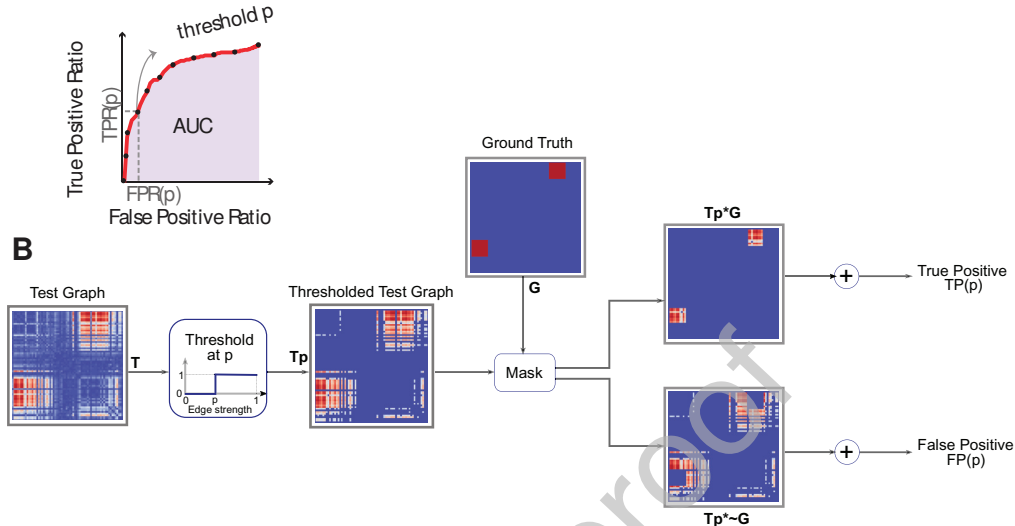 threshold p
True Positive Ratio
TPR(p)
AUC
FPR(p)
False Positive Ratio
B
Ground Truth
G
Test Graph
T
Threshold
at p
1
0
0 p 1
Edge strength
Tp
Thresholded Test Graph
Mask
Tp*G
+
True Positive
TP(p)
Tp*~G
+
False Positive
FP(p)
proof